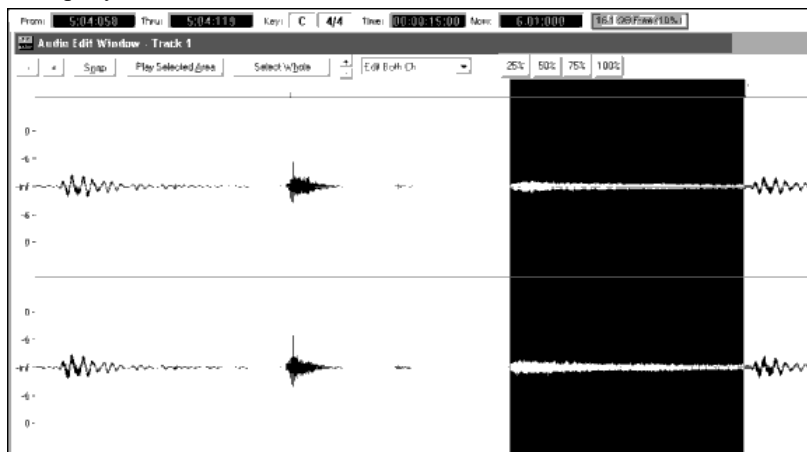 From: 5:04:058 Thru: 5:04:119 Key: C 4/4 Time: 00:00:15:00 Now: 6:01:000
Audio Edit Window - Track 1
Snap Play Selected Area Select Whole + - Edit Both Ch 25% 50% 75% 100%
0 -
-6 -
-Inf -
-6 -
0 -
0 -
-6 -
-Inf -
-6 -
0 -